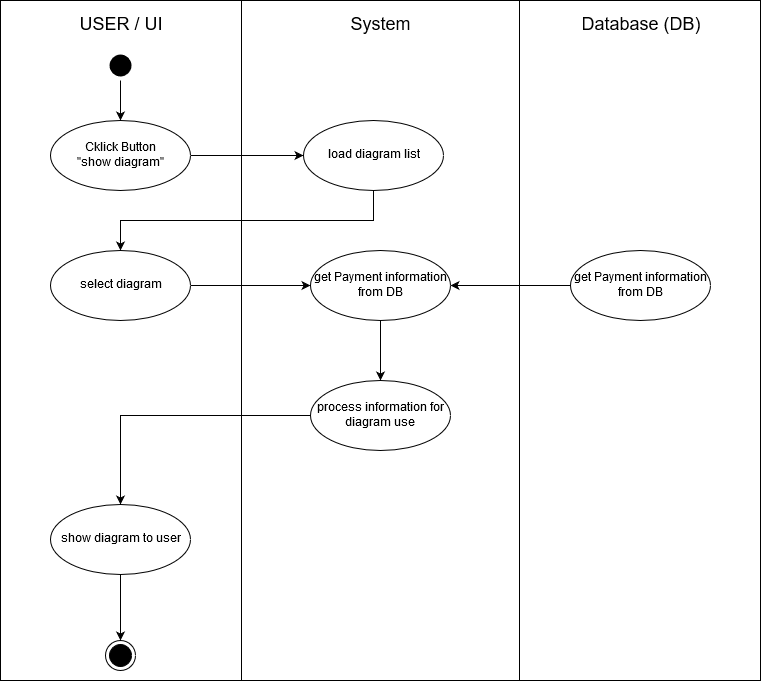 USER / UI
System
Database (DB)
Cklick Button
"show diagram"
load diagram list
select diagram
get Payment information
from DB
get Payment information
from DB
process information for
diagram use
show diagram to user